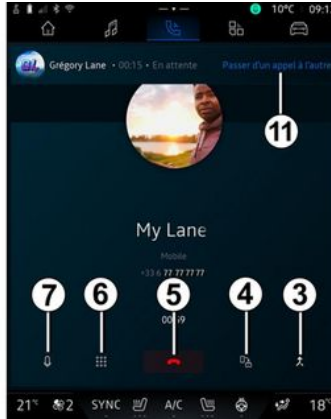 10°C 09:1
Grégory Lane • 00:15 • En attente Passer d'un appel à l'autre
11
My Lane
Mobile
+33 6 77 77 77 77
7 6 5 4 3
21°C 2 SYNC A/C 18°